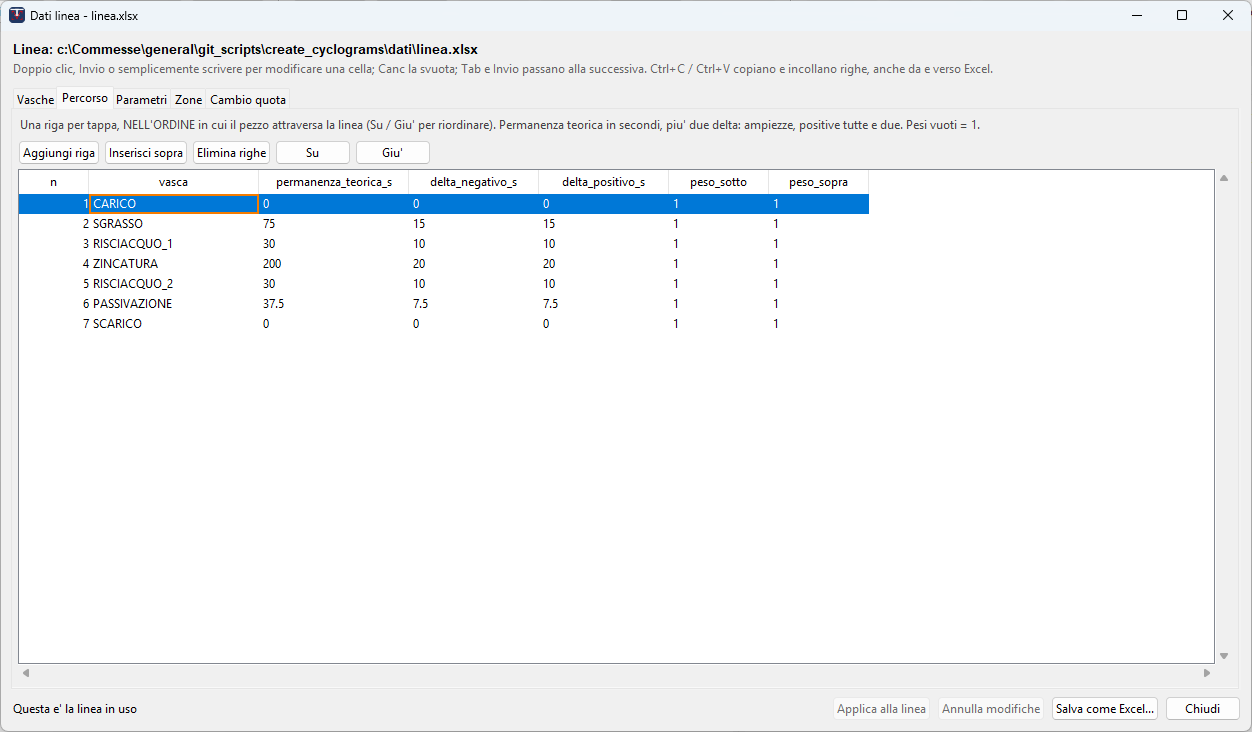 Dati linea - linea.xlsx
Linea: c:\Commesse\general\git_scripts\create_cyclograms\dati\linea.xlsx
Doppio clic, Invio o semplicemente scrivere per modificare una cella; Canc la svuota; Tab e Invio passano alla successiva. Ctrl+C / Ctrl+V copiano e incollano righe, anche da e verso Excel.
Vasche Percorso Parametri Zone Cambio quota
Una riga per tappa, NELL'ORDINE in cui il pezzo attraversa la linea (Su / Giu' per riordinare). Permanenza teorica in secondi, piu' due delta: ampiezze, positive tutte e due. Pesi vuoti = 1.
Aggiungi riga Inserisci sopra Elimina righe Su Giu'
n vasca permanenza_teorica_s delta_negativo_s delta_positivo_s peso_sotto peso_sopra
1 CARICO 0 0 0 1 1
2 SGRASSO 75 15 15 1 1
3 RISCIACQUO_1 30 10 10 1 1
4 ZINCATURA 200 20 20 1 1
5 RISCIACQUO_2 30 10 10 1 1
6 PASSIVAZIONE 37.5 7.5 7.5 1 1
7 SCARICO 0 0 0 1 1
Questa e' la linea in uso Applica alla linea Annulla modifiche Salva come Excel... Chiudi